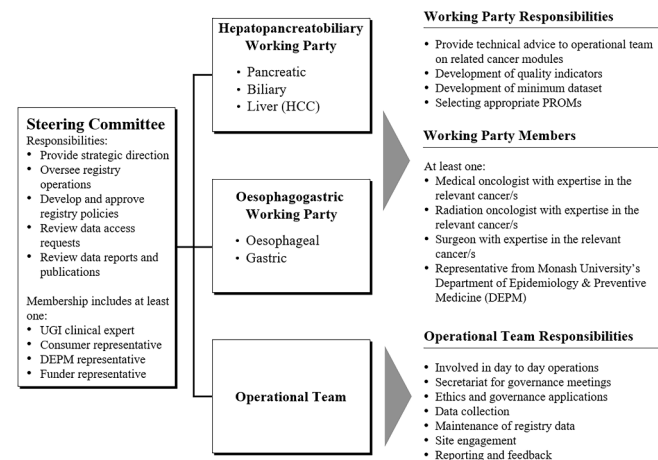 Steering Committee
Responsibilities:
• Provide strategic direction
• Oversee registry
operations
• Develop and approve
registry policies
• Review data access
requests
• Review data reports and
publications
Membership includes at least
one:
• UGI clinical expert
• Consumer representative
• DEPM representative
• Funder representative
Hepatopancreatobiliary
Working Party
• Pancreatic
• Biliary
• Liver (HCC)
Oesophagogastric
Working Party
• Oesophageal
• Gastric
Operational Team
Working Party Responsibilities
• Provide technical advice to operational team
on related cancer modules
• Development of quality indicators
• Development of minimum dataset
• Selecting appropriate PROMs
Working Party Members
At least one:
• Medical oncologist with expertise in the
relevant cancer/s
• Radiation oncologist with expertise in the
relevant cancer/s
• Surgeon with expertise in the relevant
cancer/s
• Representative from Monash University's
Department of Epidemiology & Preventive
Medicine (DEPM)
Operational Team Responsibilities
• Involved in day to day operations
• Secretariat for governance meetings
• Ethics and governance applications
• Data collection
• Maintenance of registry data
• Site engagement
• Reporting and feedback